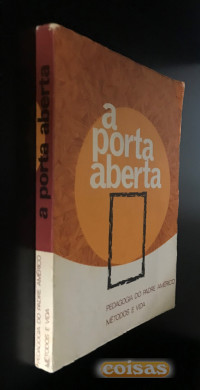 a porta aberta
PEDAGOGIA DO PADRE AMÉRICO
MÉTODOS E VIDA
a
porta
aberta
PEDAGOGIA DO PADRE AMÉRICO
MÉTODOS E VIDA
coisas